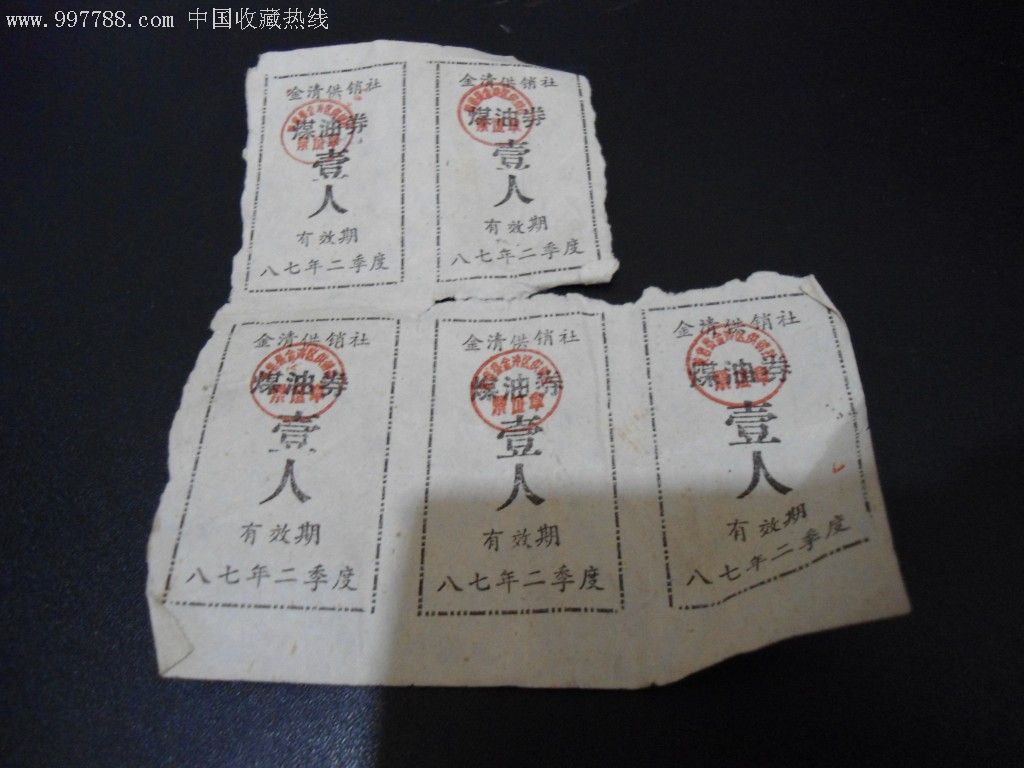 www.997788.com 中国收藏热线
金清供销社
煤油券
壹
人
有效期
八七年二季度
金清供销社
煤油券
壹
人
有效期
八七年二季度
金清供销社
煤油券
壹
人
有效期
八七年二季度
金清供销社
煤油券
壹
人
有效期
八七年二季度
金清供销社
煤油券
壹
人
有效期
八七年二季度